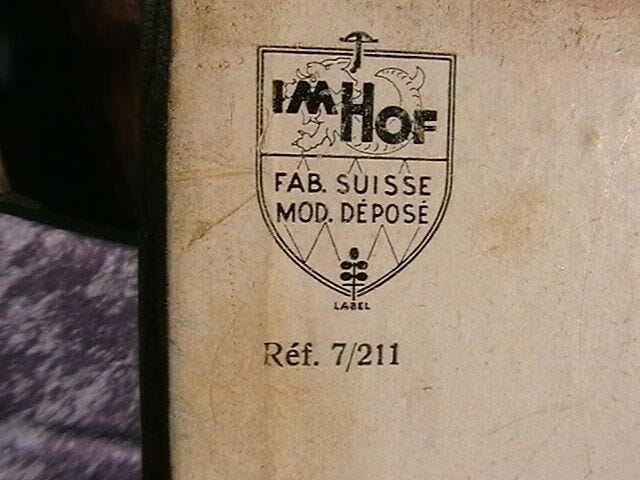 IMHOF
FAB. SUISSE
MOD. DÉPOSÉ
LABEL
Réf. 7/211